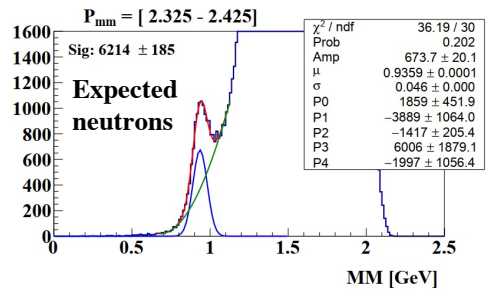 P_mm = [ 2.325 - 2.425]
Sig: 6214 ± 185
Expected
neutrons
χ² / ndf 36.19 / 30
Prob 0.202
Amp 673.7 ± 20.1
μ 0.9359 ± 0.0001
σ 0.046 ± 0.000
P0 1859 ± 451.9
P1 −3889 ± 1064.0
P2 −1417 ± 205.4
P3 6006 ± 1879.1
P4 −1997 ± 1056.4
1600
1400
1200
1000
800
600
400
200
0
0 0.5 1 1.5 2 2.5
MM [GeV]